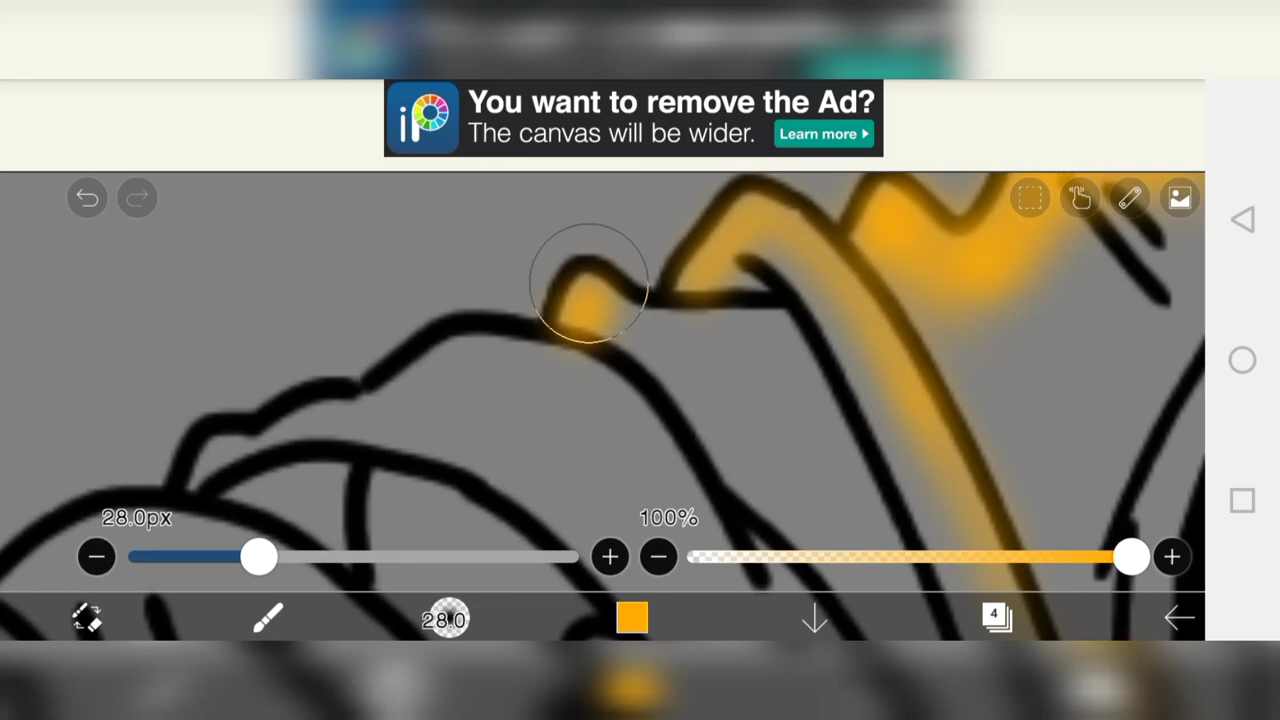 iP
You want to remove the Ad?
The canvas will be wider.
Learn more
28.0px
100%
28.0
4